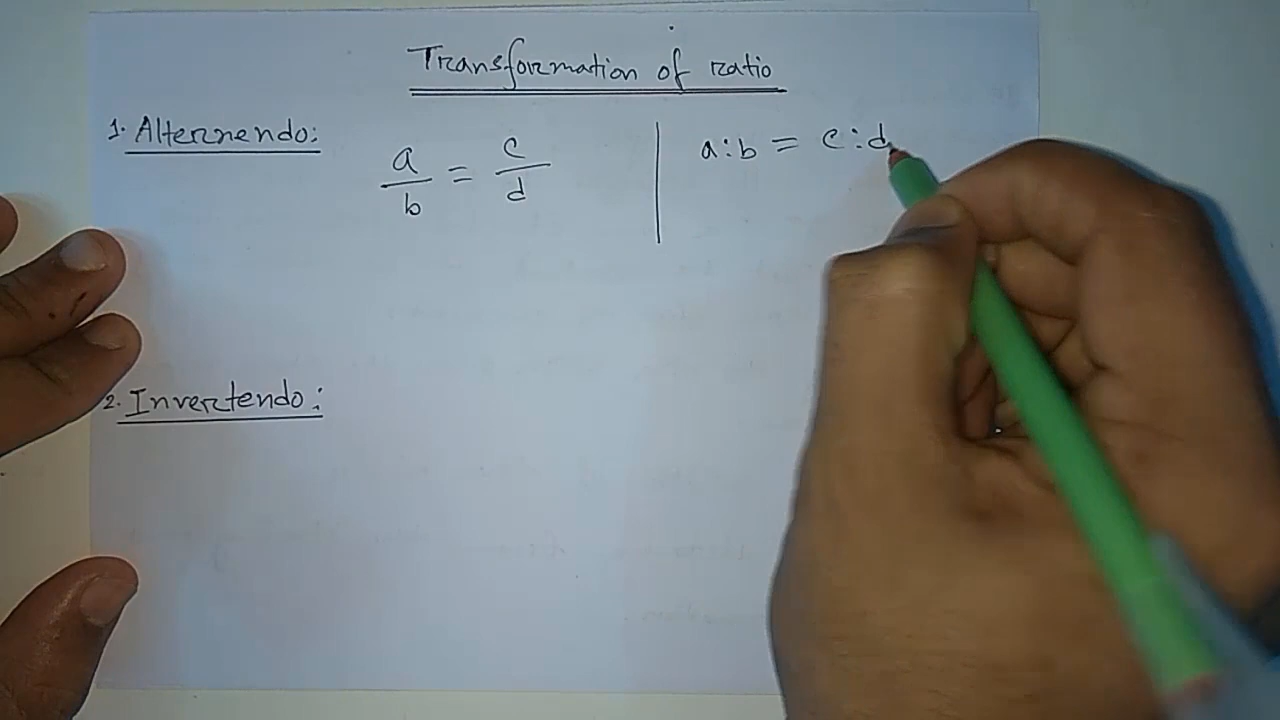 Transformation of ratio
1. Alternendo:
a/b = c/d
a:b = c:d
2. Invertendo: